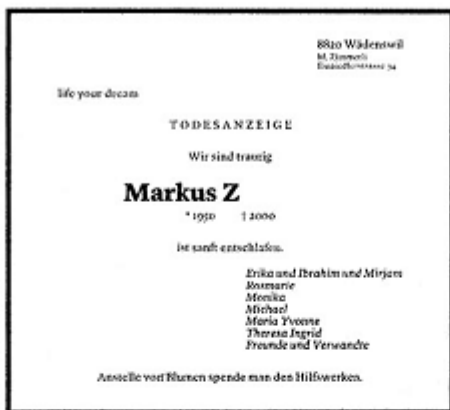 8820 Wädenswil
life your dream
TODESANZEIGE
Wir sind traurig
Markus Z
* 1950 † 2000
ist sanft entschlafen.
Erika und Ibrahim und Mirjam
Rosmarie
Monika
Michael
Maria Yvonne
Theresa Ingrid
Freunde und Verwandte
Anstelle von Blumen spende man den Hilfswerken.